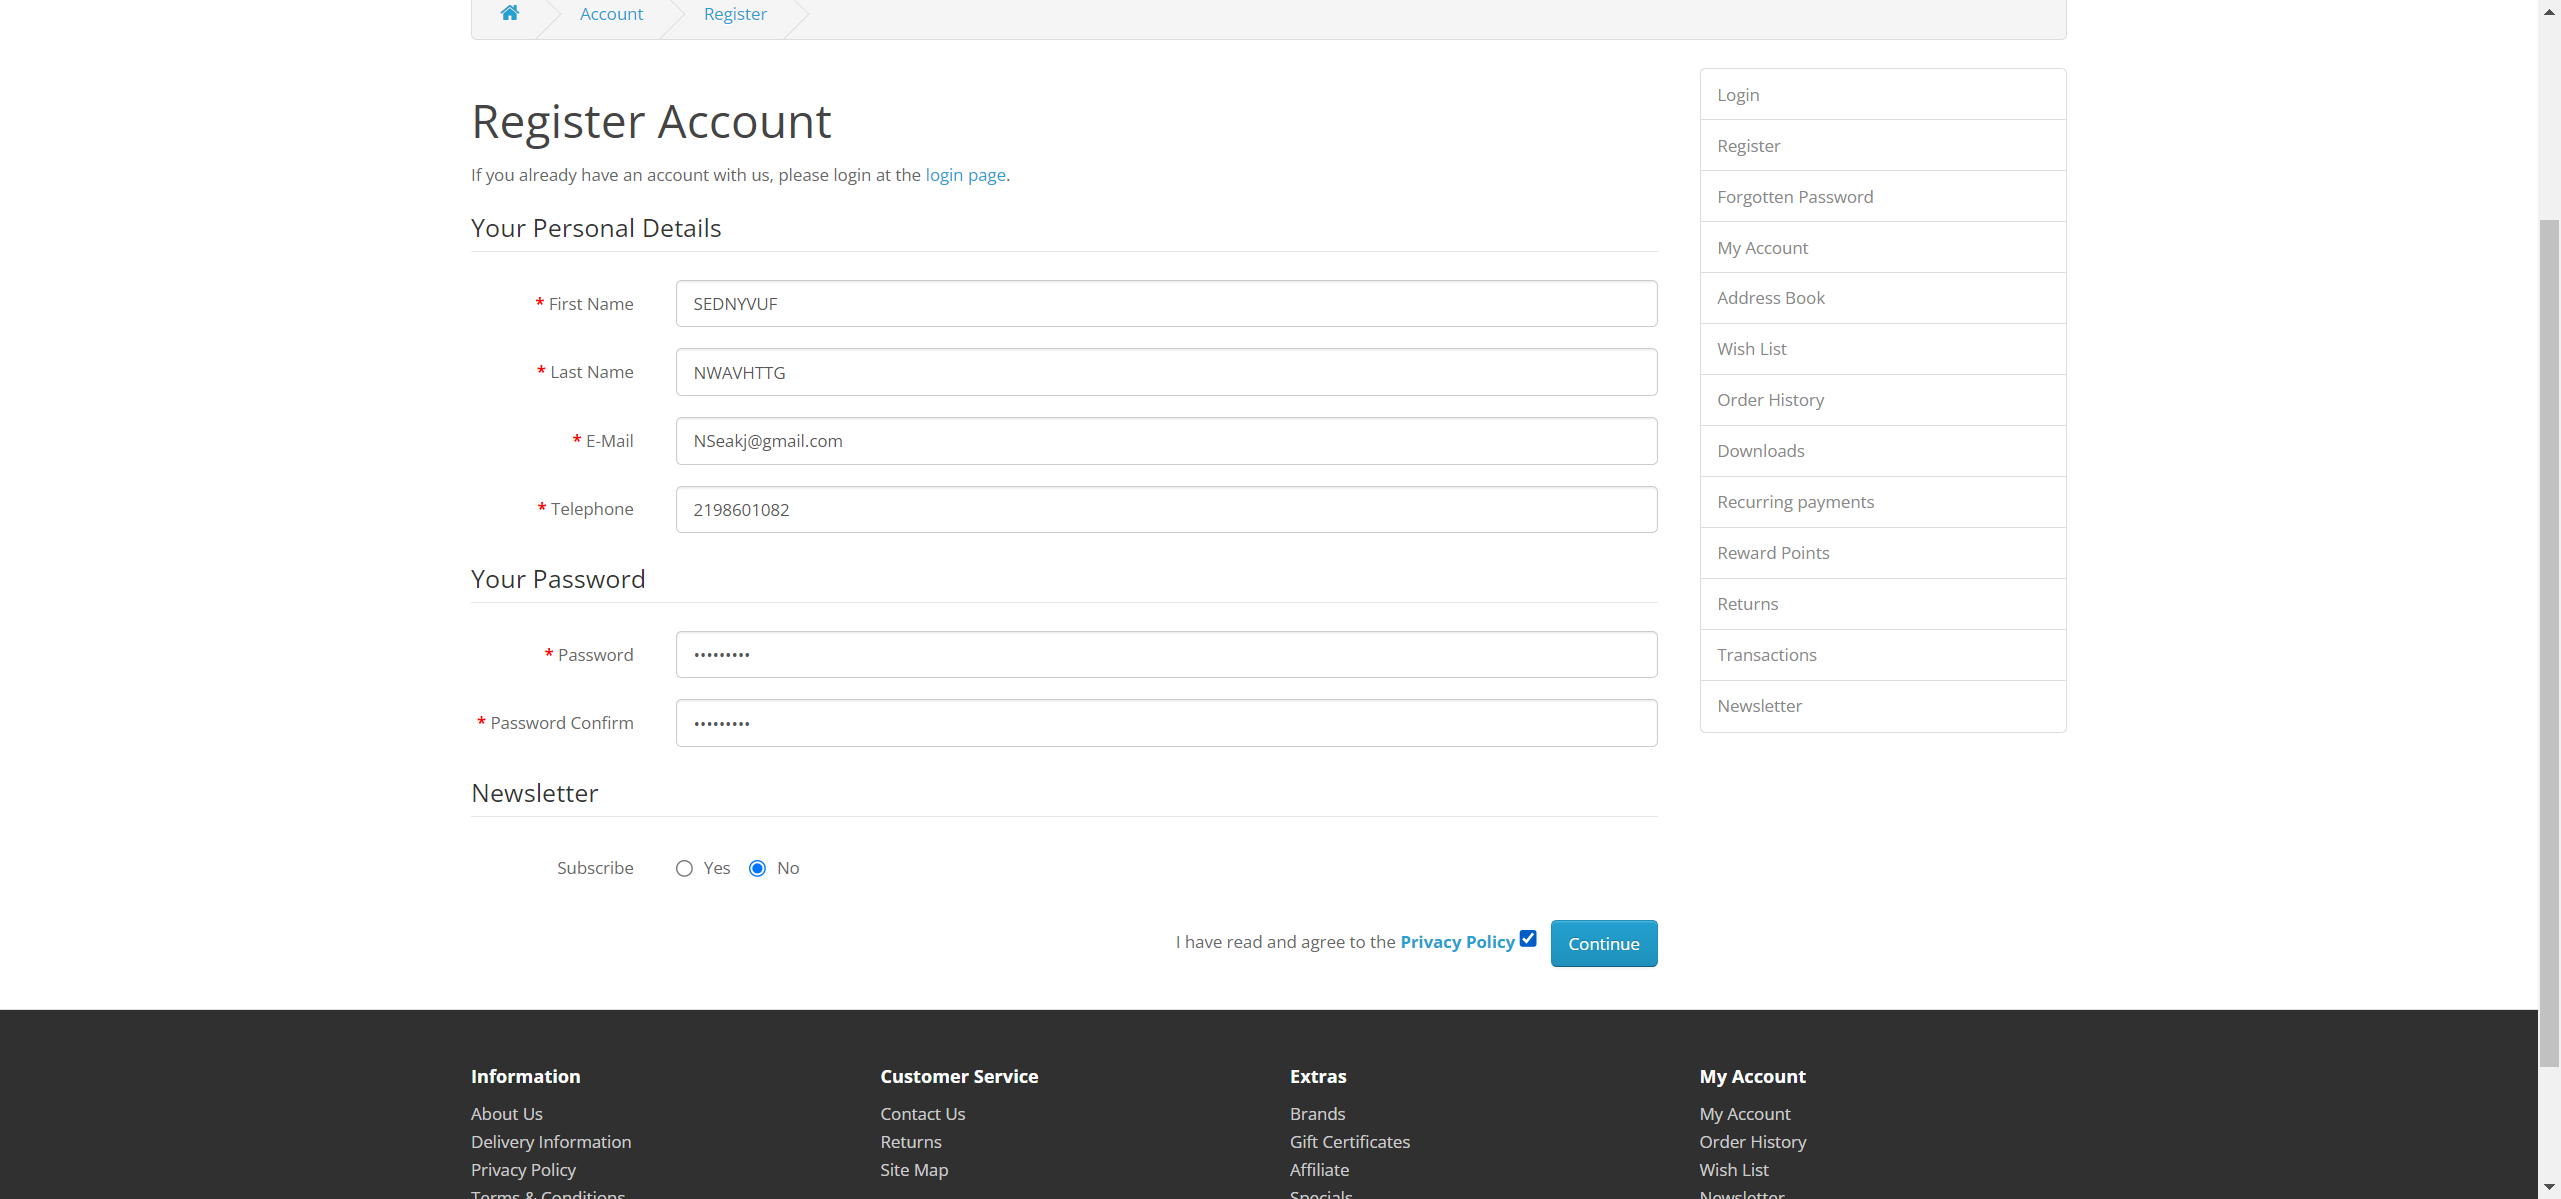 Account
Register
Register Account
If you already have an account with us, please login at the login page.
Your Personal Details
* First Name
SEDNYVUF
* Last Name
NWAVHTTG
* E-Mail
NSeakj@gmail.com
* Telephone
2198601082
Your Password
* Password
•••••••••
* Password Confirm
•••••••••
Newsletter
Subscribe
Yes
No
I have read and agree to the Privacy Policy
Continue
Login
Register
Forgotten Password
My Account
Address Book
Wish List
Order History
Downloads
Recurring payments
Reward Points
Returns
Transactions
Newsletter
Information
About Us
Delivery Information
Privacy Policy
Terms & Conditions
Customer Service
Contact Us
Returns
Site Map
Extras
Brands
Gift Certificates
Affiliate
Specials
My Account
My Account
Order History
Wish List
Newsletter